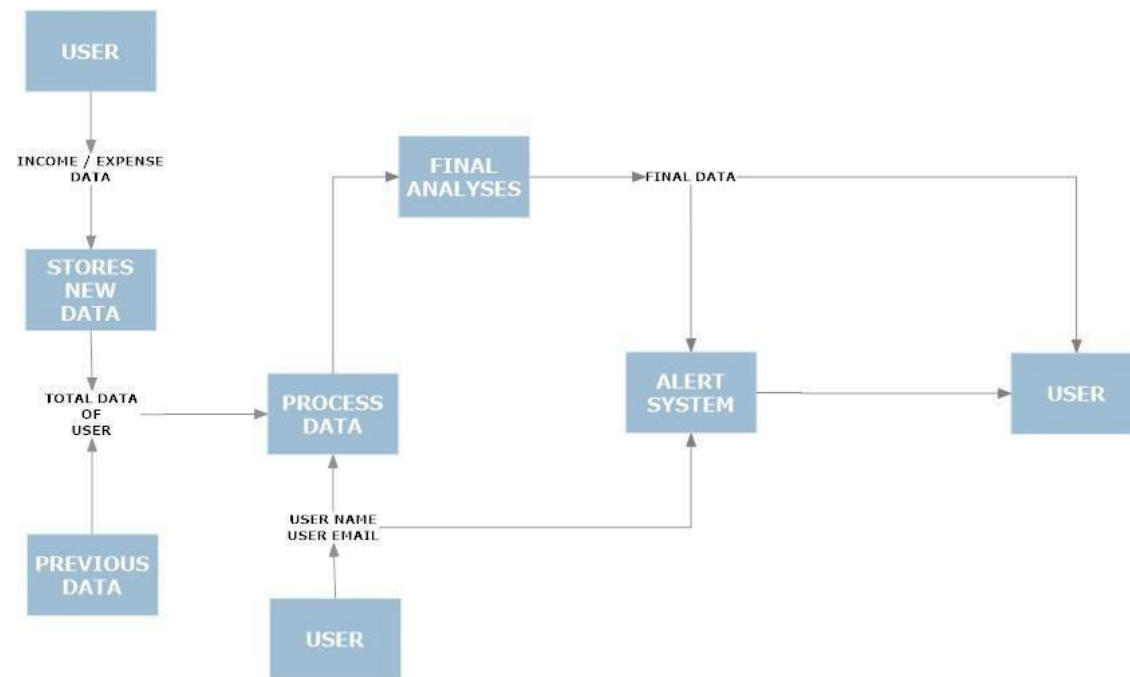 USER
INCOME / EXPENSE
DATA
STORES
NEW
DATA
TOTAL DATA
OF
USER
PREVIOUS
DATA
PROCESS
DATA
USER NAME
USER EMAIL
USER
FINAL
ANALYSES
FINAL DATA
ALERT
SYSTEM
USER